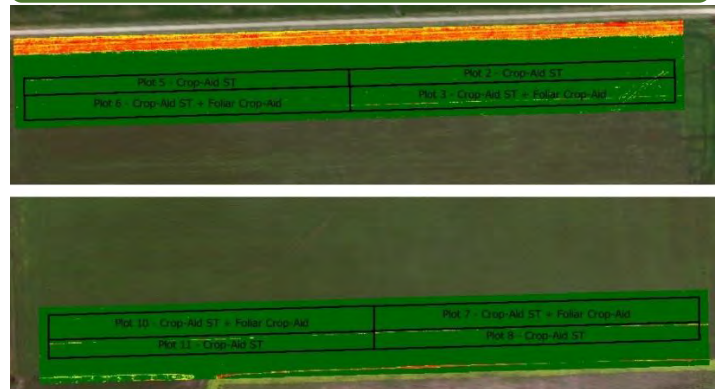 Plot 5 - Crop-Aid ST
Plot 2 - Crop-Aid ST
Plot 6 - Crop-Aid ST + Foliar Crop-Aid
Plot 3 - Crop-Aid ST + Foliar Crop-Aid
Plot 10 - Crop-Aid ST + Foliar Crop-Aid
Plot 7 - Crop-Aid ST + Foliar Crop-Aid
Plot 11 - Crop-Aid ST
Plot 8 - Crop-Aid ST